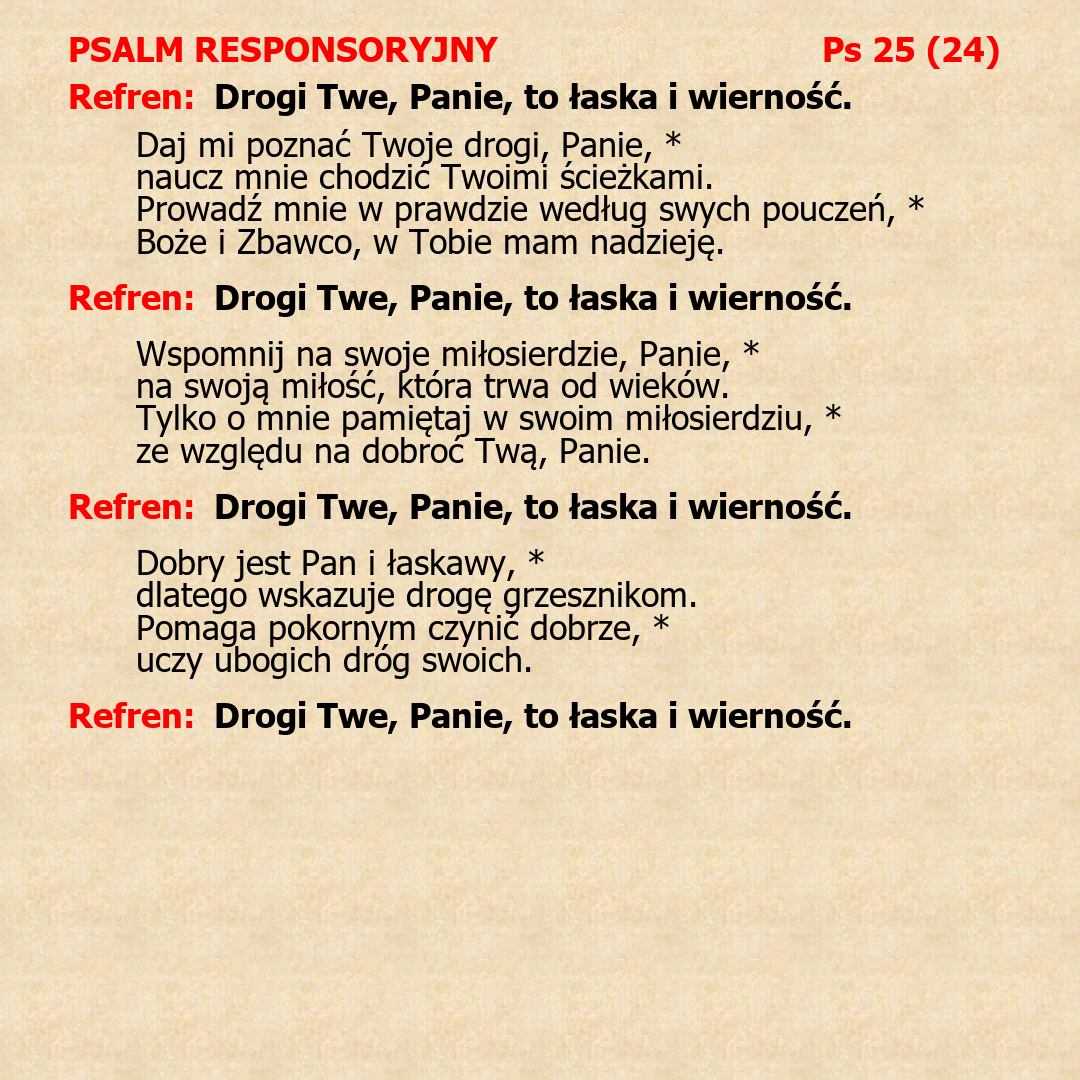 PSALM RESPONSORYJNY Ps 25 (24)
Refren: Drogi Twe, Panie, to łaska i wierność.
Daj mi poznać Twoje drogi, Panie, *
naucz mnie chodzić Twoimi ścieżkami.
Prowadź mnie w prawdzie według swych pouczeń, *
Boże i Zbawco, w Tobie mam nadzieję.
Refren: Drogi Twe, Panie, to łaska i wierność.
Wspomnij na swoje miłosierdzie, Panie, *
na swoją miłość, która trwa od wieków.
Tylko o mnie pamiętaj w swoim miłosierdziu, *
ze względu na dobroć Twą, Panie.
Refren: Drogi Twe, Panie, to łaska i wierność.
Dobry jest Pan i łaskawy, *
dlatego wskazuje drogę grzesznikom.
Pomaga pokornym czynić dobrze, *
uczy ubogich dróg swoich.
Refren: Drogi Twe, Panie, to łaska i wierność.